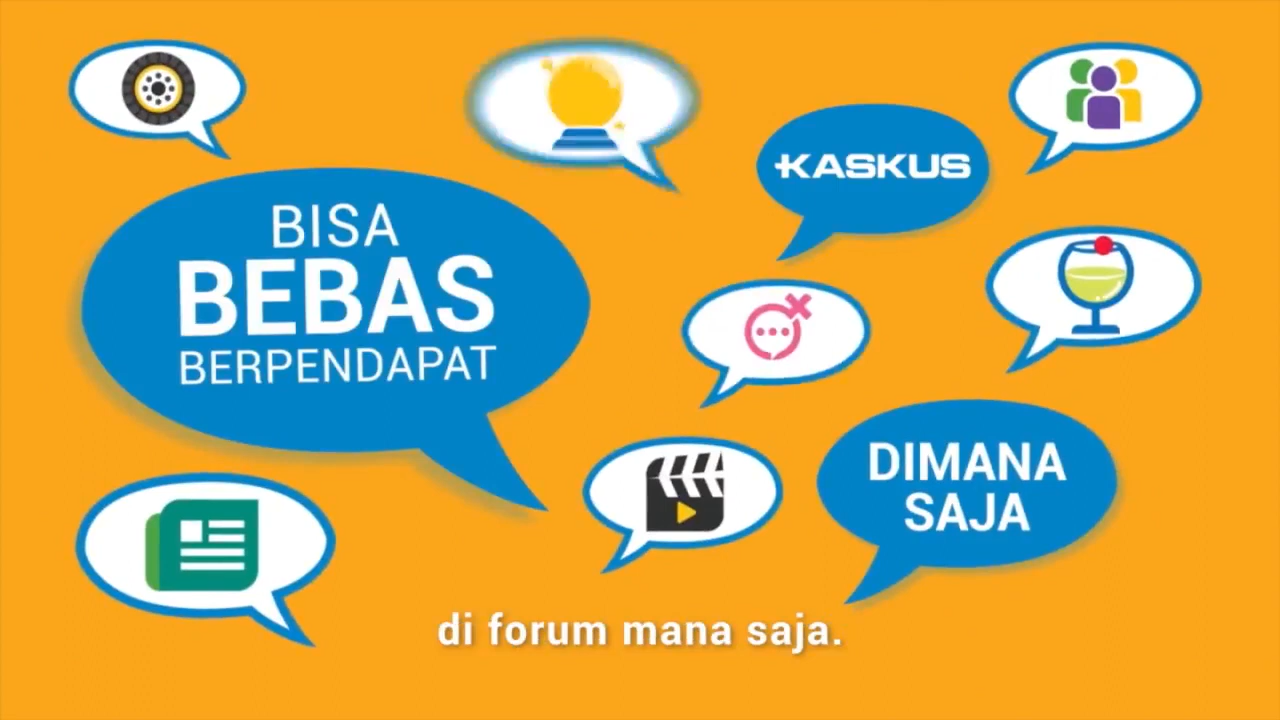 KASKUS
BISA
BEBAS
BERPENDAPAT
DIMANA
SAJA
di forum mana saja.